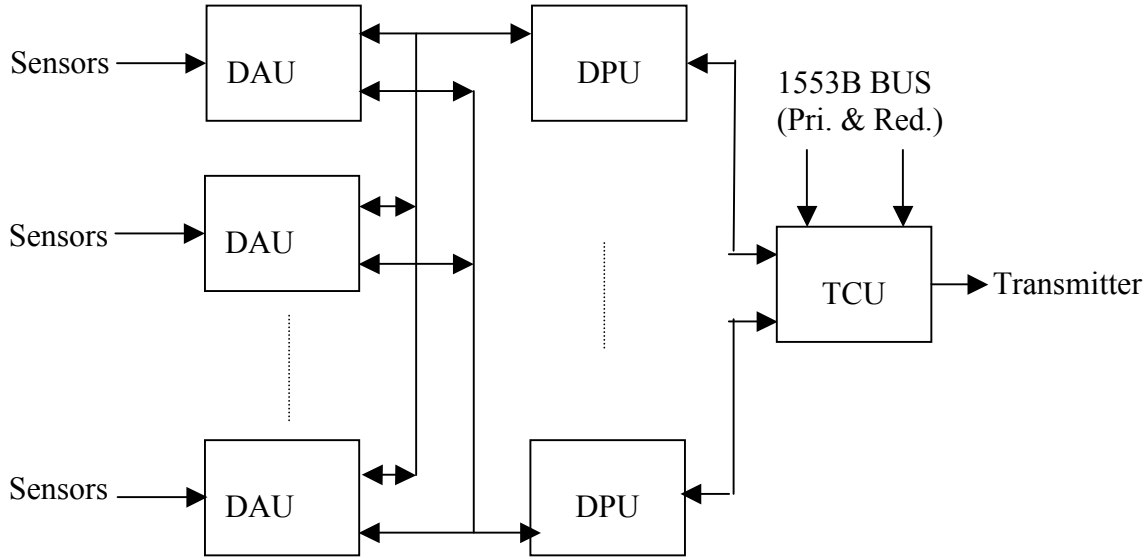 Sensors
DAU
DPU
1553B BUS
(Pri. & Red.)
Sensors
DAU
TCU
Transmitter
Sensors
DAU
DPU